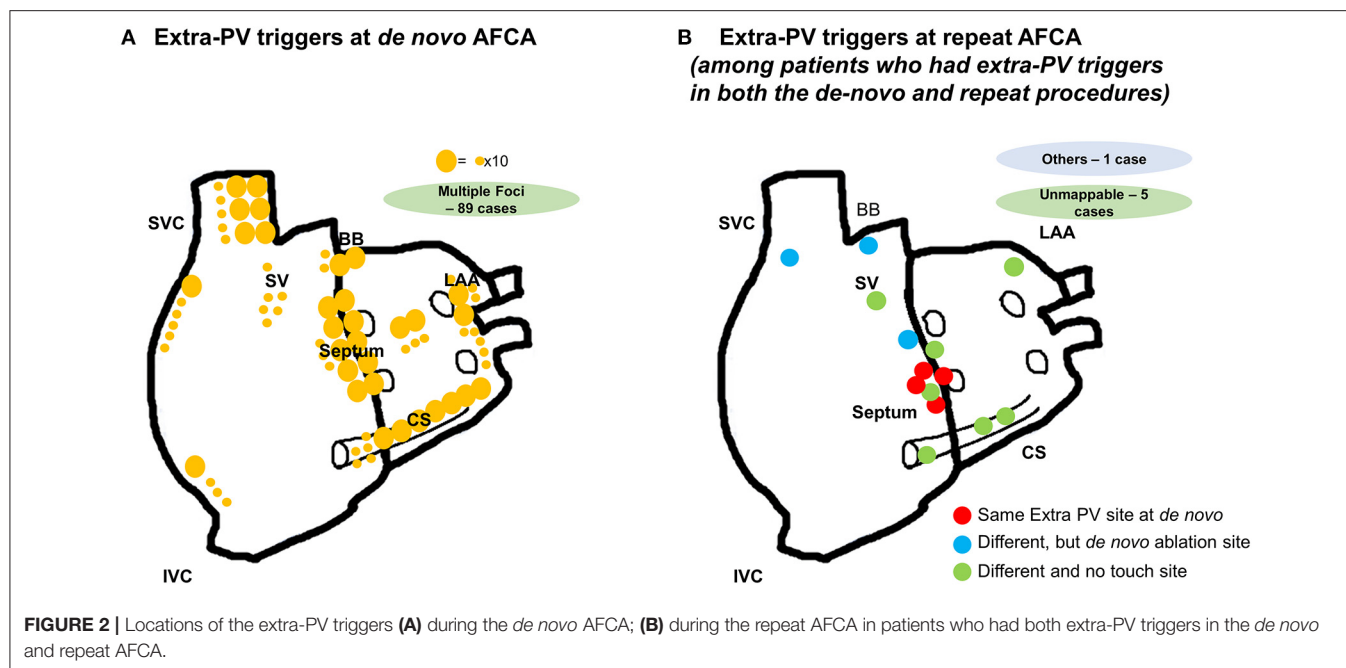 A Extra-PV triggers at de novo AFCA
= x10
Multiple Foci
– 89 cases
SVC
BB
SV
LAA
Septum
CS
IVC
B Extra-PV triggers at repeat AFCA
(among patients who had extra-PV triggers
in both the de-novo and repeat procedures)
Others – 1 case
Unmappable – 5
cases
LAA
SVC
BB
SV
Septum
CS
Same Extra PV site at de novo
Different, but de novo ablation site
Different and no touch site
IVC
FIGURE 2 | Locations of the extra-PV triggers (A) during the de novo AFCA; (B) during the repeat AFCA in patients who had both extra-PV triggers in the de novo
and repeat AFCA.